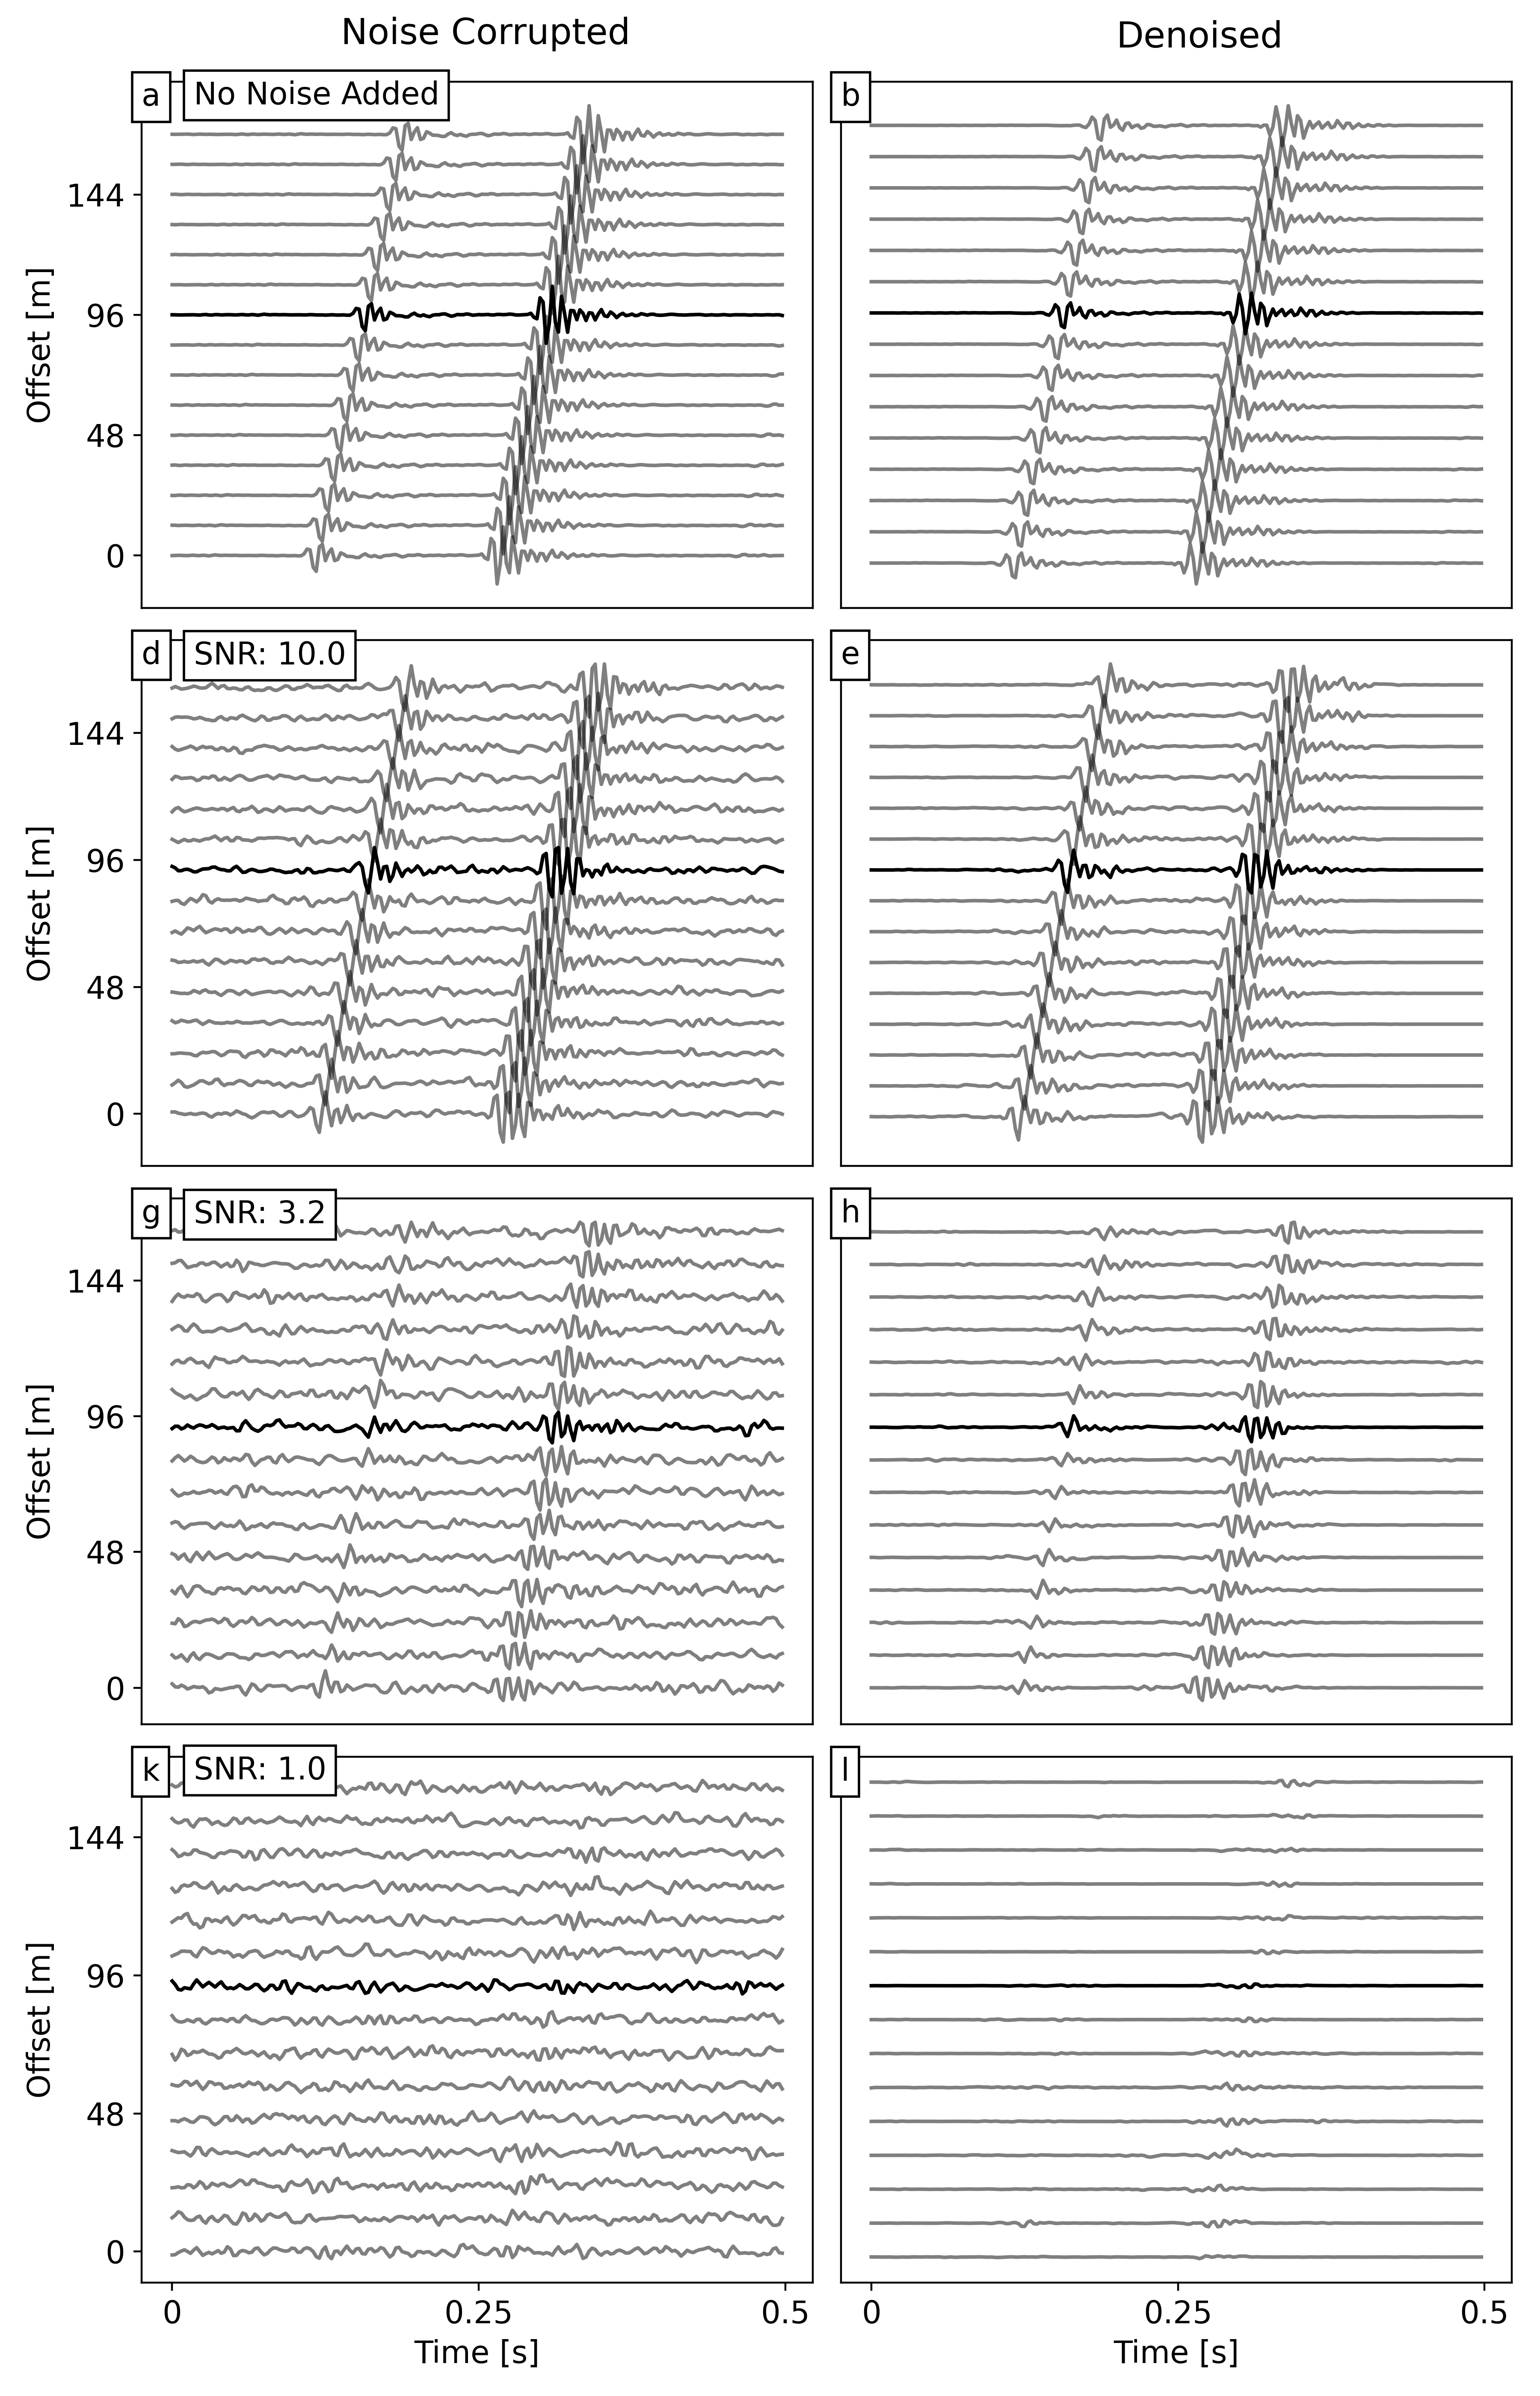 Noise Corrupted
Denoised
a
No Noise Added
b
144
96
48
0
Offset [m]
d
SNR: 10.0
e
144
96
48
0
Offset [m]
g
SNR: 3.2
h
144
96
48
0
Offset [m]
k
SNR: 1.0
l
144
96
48
0
Offset [m]
0
0.25
0.5
0
0.25
0.5
Time [s]
Time [s]